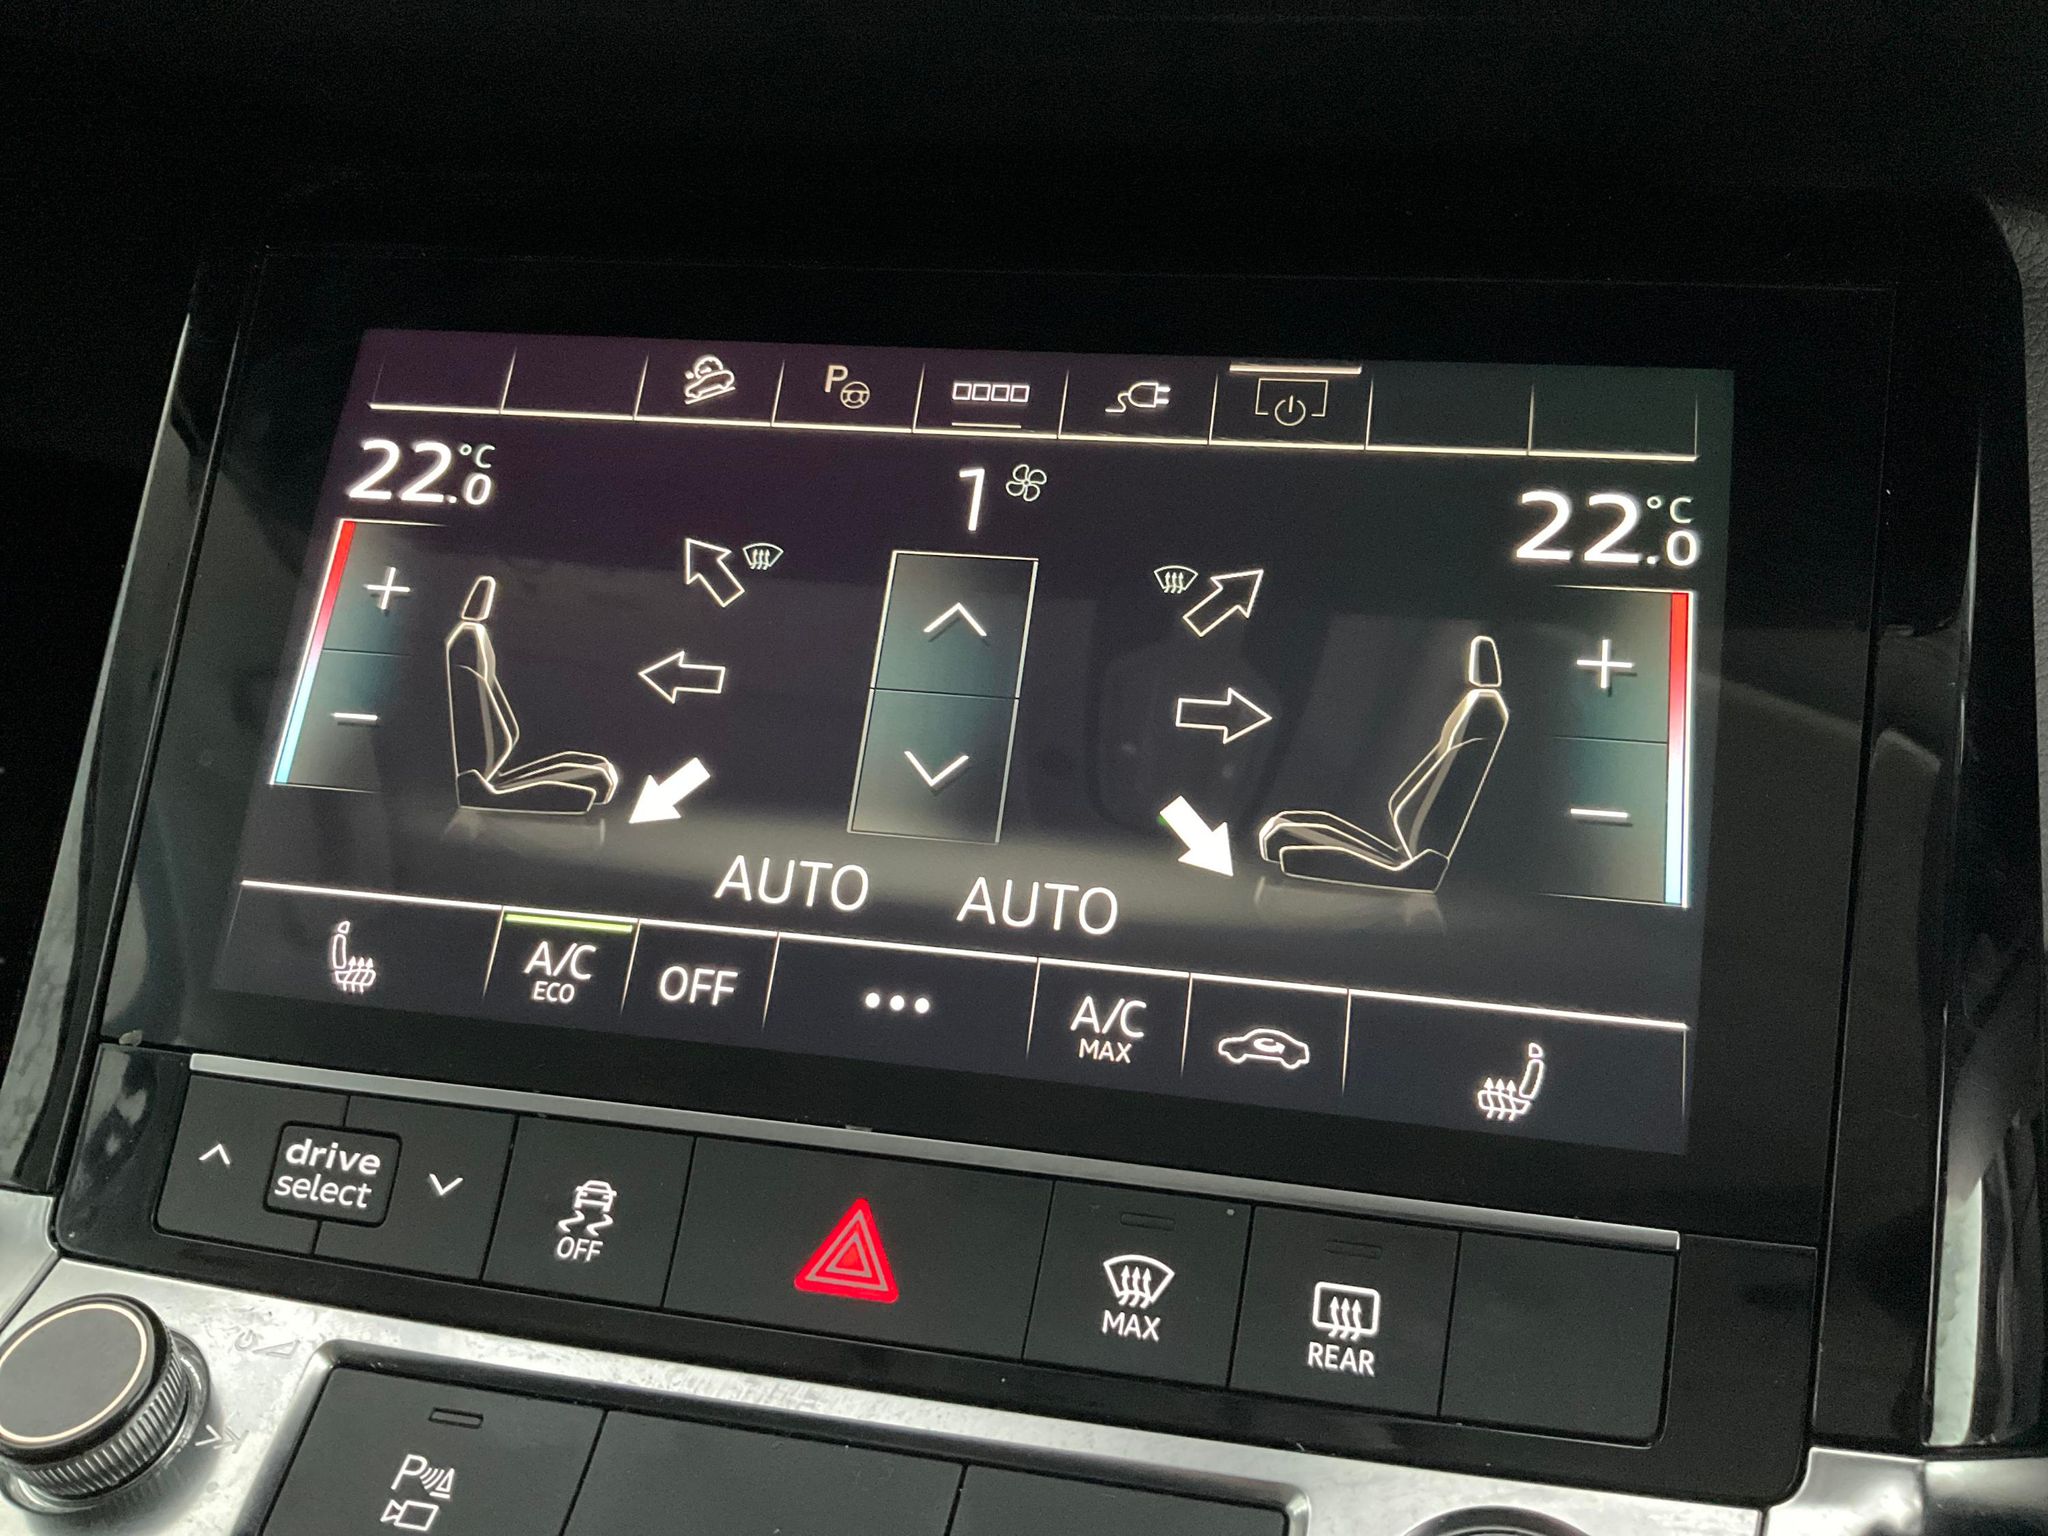 P
22.0 °C
1
22.0 °C
AUTO AUTO
A/C
ECO
OFF
A/C
MAX
drive
select
OFF
MAX
REAR
P